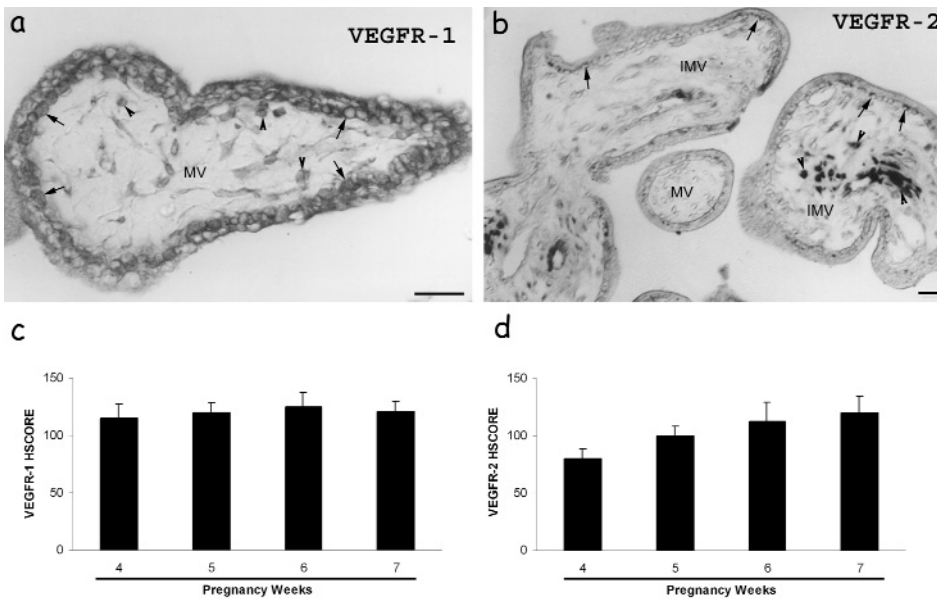 a
VEGFR-1
MV
b
VEGFR-2
IMV
MV
IMV
c
150
100
50
0
VEGFR-1 HSCORE
4 5 6 7
Pregnancy Weeks
d
150
100
50
0
VEGFR-2 HSCORE
4 5 6 7
Pregnancy Weeks